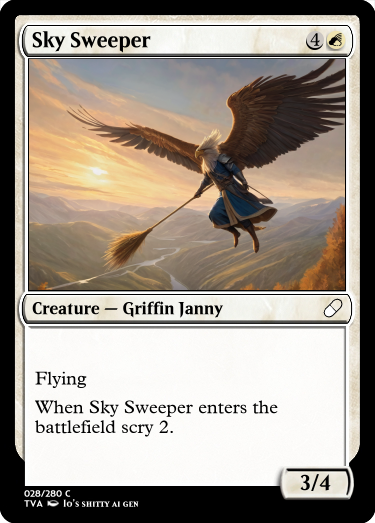 Sky Sweeper 4
Creature — Griffin Janny
Flying
When Sky Sweeper enters the
battlefield scry 2.
3/4
028/280 C
TVA Io's shitty ai gen